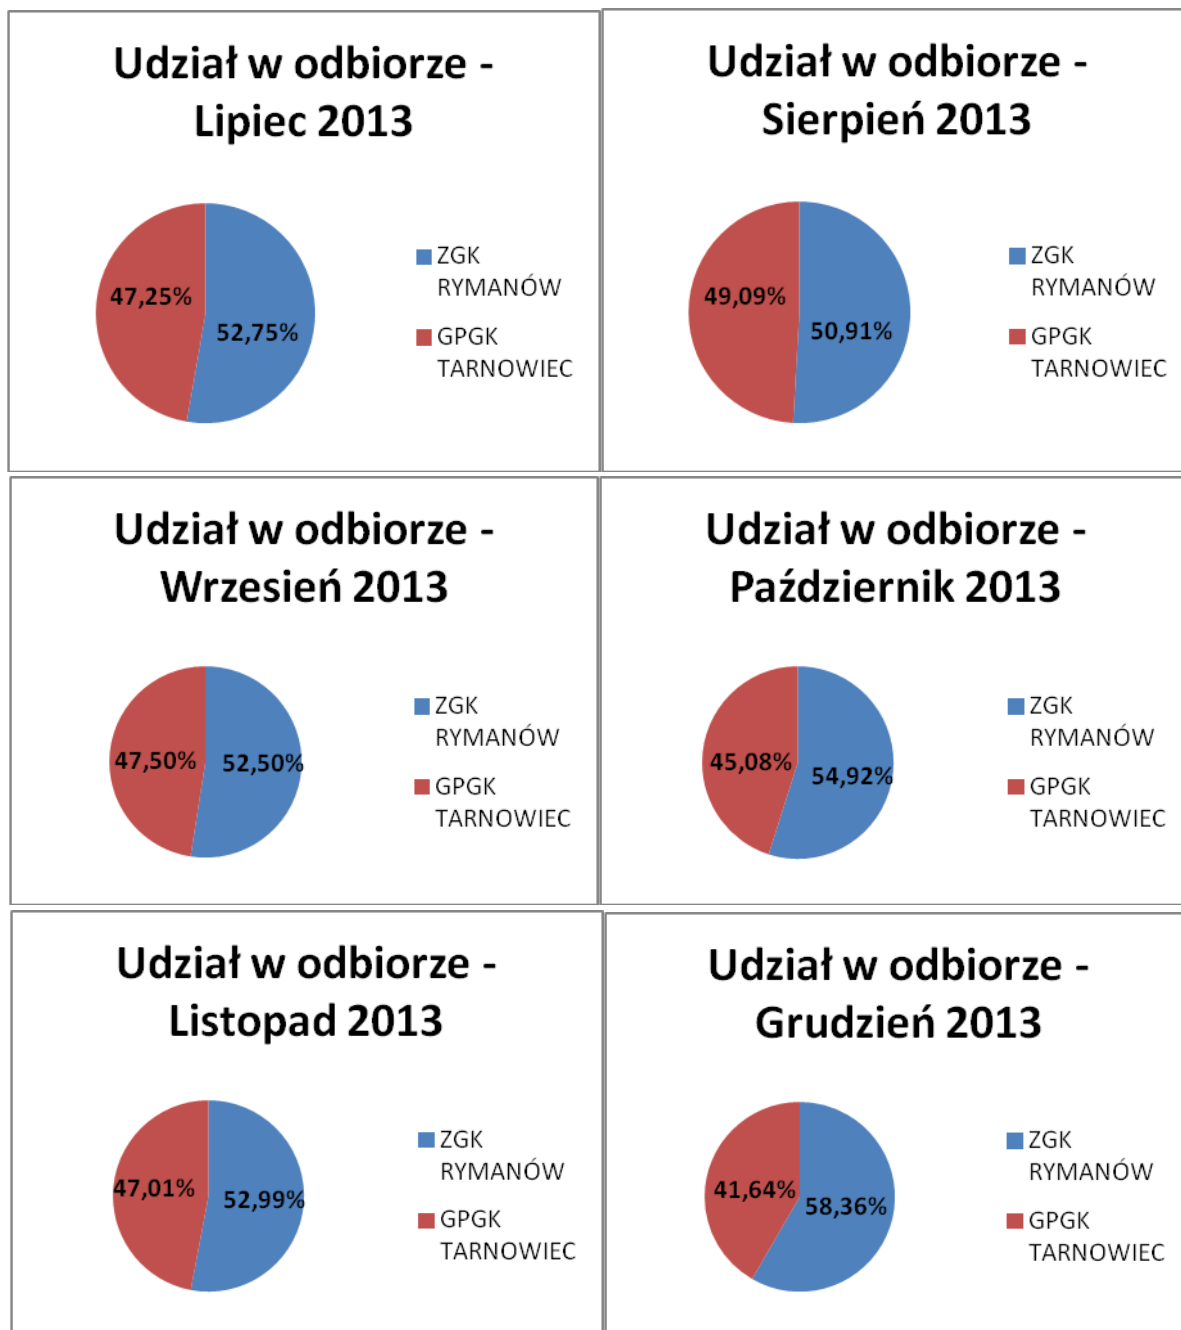 Udział w odbiorze -
Lipiec 2013
47,25%
52,75%
ZGK
RYMANÓW
GPGK
TARNOWIEC
Udział w odbiorze -
Sierpień 2013
49,09%
50,91%
ZGK
RYMANÓW
GPGK
TARNOWIEC
Udział w odbiorze -
Wrzesień 2013
47,50%
52,50%
ZGK
RYMANÓW
GPGK
TARNOWIEC
Udział w odbiorze -
Październik 2013
45,08%
54,92%
ZGK
RYMANÓW
GPGK
TARNOWIEC
Udział w odbiorze -
Listopad 2013
47,01%
52,99%
ZGK
RYMANÓW
GPGK
TARNOWIEC
Udział w odbiorze -
Grudzień 2013
41,64%
58,36%
ZGK
RYMANÓW
GPGK
TARNOWIEC